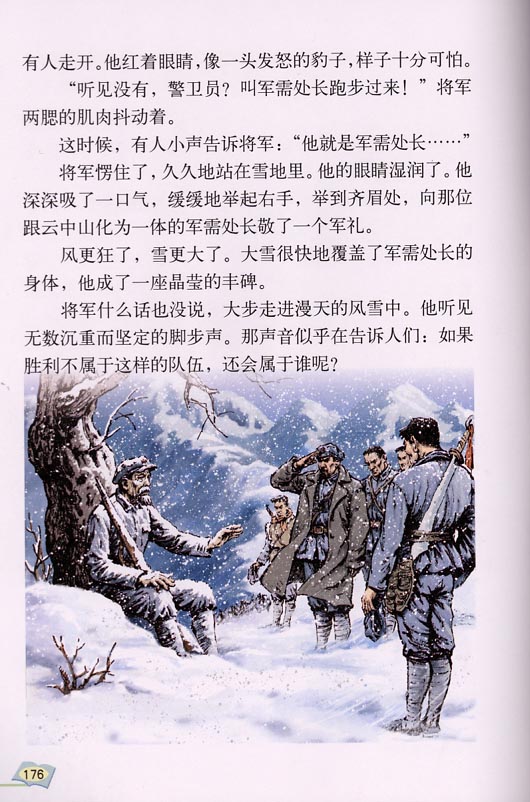 有人走开。他红着眼睛，像一头发怒的豹子，样子十分可怕。
“听见没有，警卫员？叫军需处长跑步过来！”将军
两腮的肌肉抖动着。
这时候，有人小声告诉将军：“他就是军需处长……”
将军愣住了，久久地站在雪地里。他的眼睛湿润了。他
深深吸了一口气，缓缓地举起右手，举到齐眉处，向那位
跟云中山化为一体的军需处长敬了一个军礼。
风更狂了，雪更大了。大雪很快地覆盖了军需处长的
身体，他成了一座晶莹的丰碑。
将军什么话也没说，大步走进漫天的风雪中。他听见
无数沉重而坚定的脚步声。那声音似乎在告诉人们：如果
胜利不属于这样的队伍，还会属于谁呢？
176